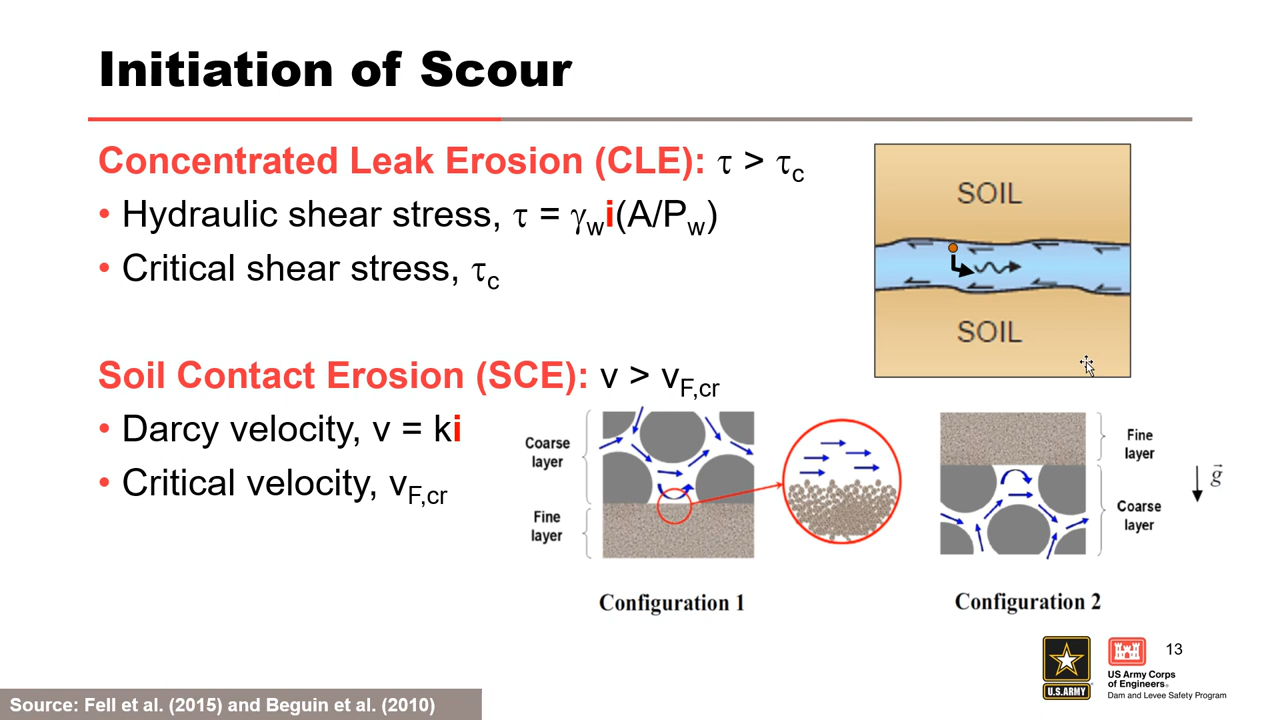 Initiation of Scour
Concentrated Leak Erosion (CLE): τ > τc
• Hydraulic shear stress, τ = γwi(A/Pw)
• Critical shear stress, τc
SOIL
SOIL
Soil Contact Erosion (SCE): v > vF,cr
• Darcy velocity, v = ki
• Critical velocity, vF,cr
Coarse
layer
Fine
layer
Configuration 1
Fine
layer
Coarse
layer
g⃗
Configuration 2
U.S.ARMY
US Army Corps
of Engineers®
Dam and Levee Safety Program
13
Source: Fell et al. (2015) and Beguin et al. (2010)